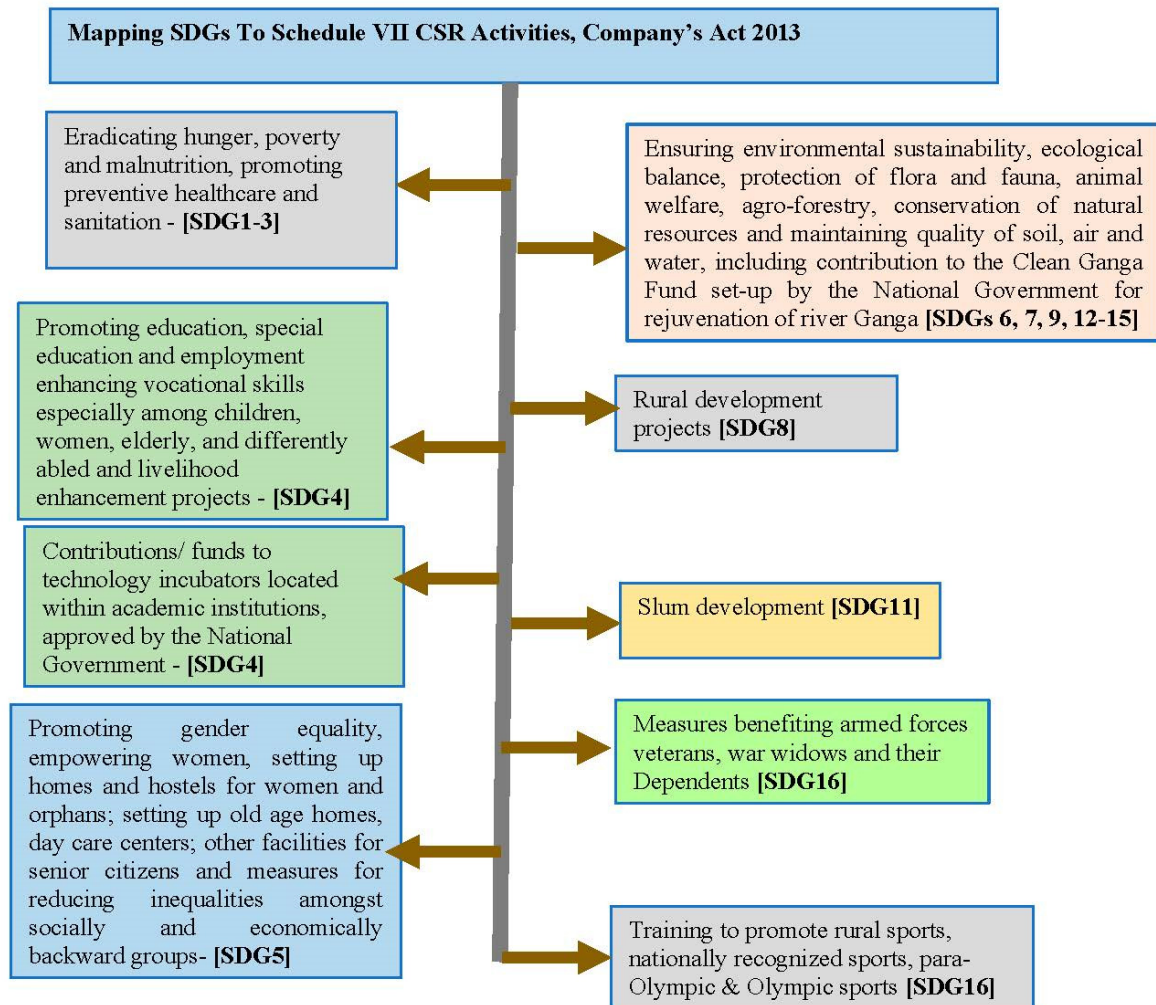 Mapping SDGs To Schedule VII CSR Activities, Company's Act 2013
Eradicating hunger, poverty
and malnutrition, promoting
preventive healthcare and
sanitation - [SDG1-3]
Ensuring environmental sustainability, ecological
balance, protection of flora and fauna, animal
welfare, agro-forestry, conservation of natural
resources and maintaining quality of soil, air and
water, including contribution to the Clean Ganga
Fund set-up by the National Government for
rejuvenation of river Ganga [SDGs 6, 7, 9, 12-15]
Promoting education, special
education and employment
enhancing vocational skills
especially among children,
women, elderly, and differently
abled and livelihood
enhancement projects - [SDG4]
Rural development
projects [SDG8]
Contributions/ funds to
technology incubators located
within academic institutions,
approved by the National
Government - [SDG4]
Slum development [SDG11]
Promoting gender equality,
empowering women, setting up
homes and hostels for women and
orphans; setting up old age homes,
day care centers; other facilities for
senior citizens and measures for
reducing inequalities amongst
socially and economically
backward groups- [SDG5]
Measures benefiting armed forces
veterans, war widows and their
Dependents [SDG16]
Training to promote rural sports,
nationally recognized sports, para-
Olympic & Olympic sports [SDG16]